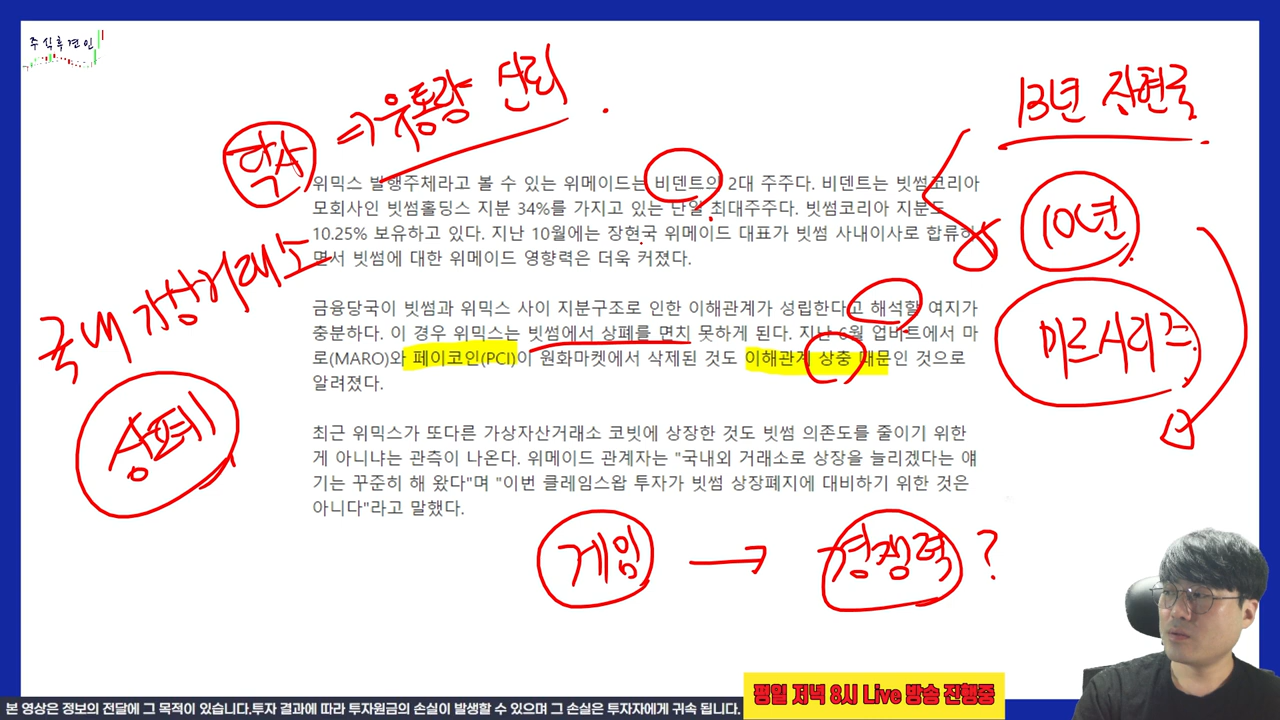 주식후견인
악사 ⇒ 유통량 신뢰.
13년 장현국
위믹스 발행주체라고 볼 수 있는 위메이드는 비덴트의 2대 주주다. 비덴트는 빗썸코리아
모회사인 빗썸홀딩스 지분 34%를 가지고 있는 단일 최대주주다. 빗썸코리아 지분도
10.25% 보유하고 있다. 지난 10월에는 장현국 위메이드 대표가 빗썸 사내이사로 합류하
면서 빗썸에 대한 위메이드 영향력은 더욱 커졌다.
10년
미르시리즈
국내 가상거래소
상폐
금융당국이 빗썸과 위믹스 사이 지분구조로 인한 이해관계가 성립한다고 해석할 여지가
충분하다. 이 경우 위믹스는 빗썸에서 상폐를 면치 못하게 된다. 지난 6월 업비트에서 마
로(MARO)와 페이코인(PCI)이 원화마켓에서 삭제된 것도 이해관계 상충 때문인 것으로
알려졌다.
최근 위믹스가 또다른 가상자산거래소 코빗에 상장한 것도 빗썸 의존도를 줄이기 위한
게 아니냐는 관측이 나온다. 위메이드 관계자는 "국내외 거래소로 상장을 늘리겠다는 얘
기는 꾸준히 해 왔다"며 "이번 클레임스왑 투자가 빗썸 상장폐지에 대비하기 위한 것은
아니다"라고 말했다.
게임 → 경쟁력?
평일 저녁 8시 Live 방송 진행중
본 영상은 정보의 전달에 그 목적이 있습니다.투자 결과에 따라 투자원금의 손실이 발생할 수 있으며 그 손실은 투자자에게 귀속 됩니다.